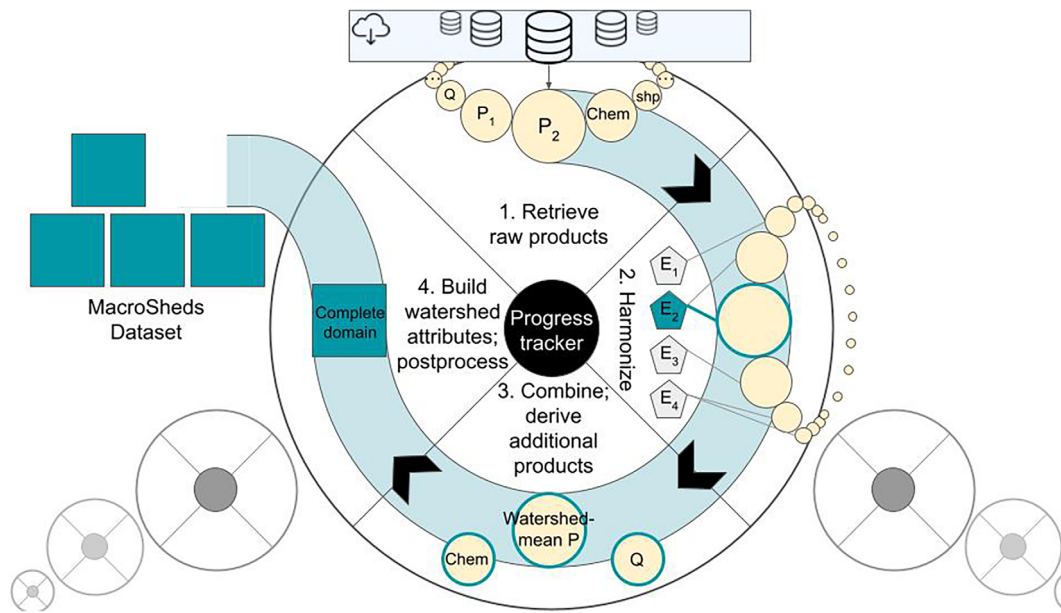 ...
Q
P1
P2
Chem
shp
...
1. Retrieve
raw products
E1
E2
E3
E4
2. Harmonize
4. Build
watershed
attributes;
postprocess
Progress
tracker
Complete
domain
MacroSheds
Dataset
3. Combine;
derive
additional
products
Chem
Watershed-
mean P
Q